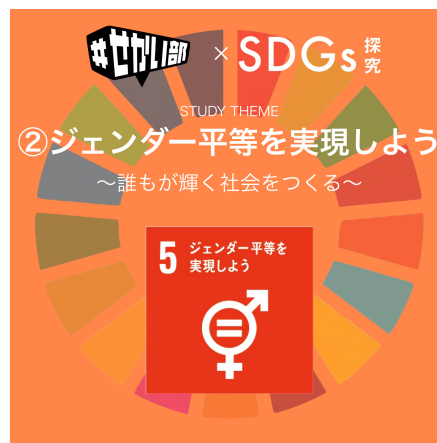 #せかい部 × SDGs 探究
STUDY THEME
②ジェンダー平等を実現しよう
〜誰もが輝く社会をつくる〜
5 ジェンダー平等を
実現しよう